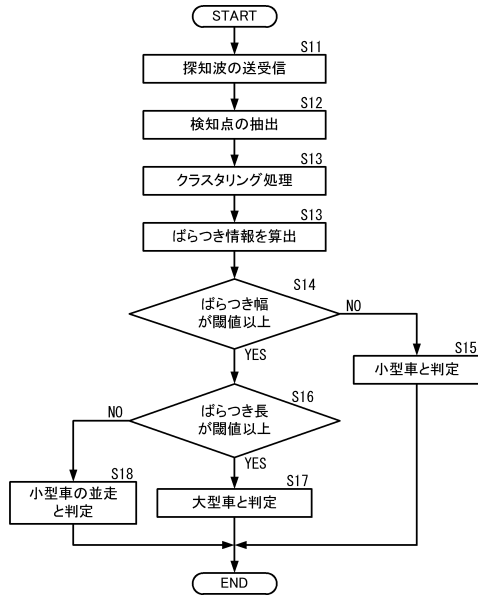 START
S11
探知波の送受信
S12
検知点の抽出
S13
クラスタリング処理
S13
ばらつき情報を算出
S14
ばらつき幅
が閾値以上
NO
YES
S15
小型車と判定
S16
ばらつき長
が閾値以上
NO
YES
S18
小型車の並走
と判定
S17
大型車と判定
END